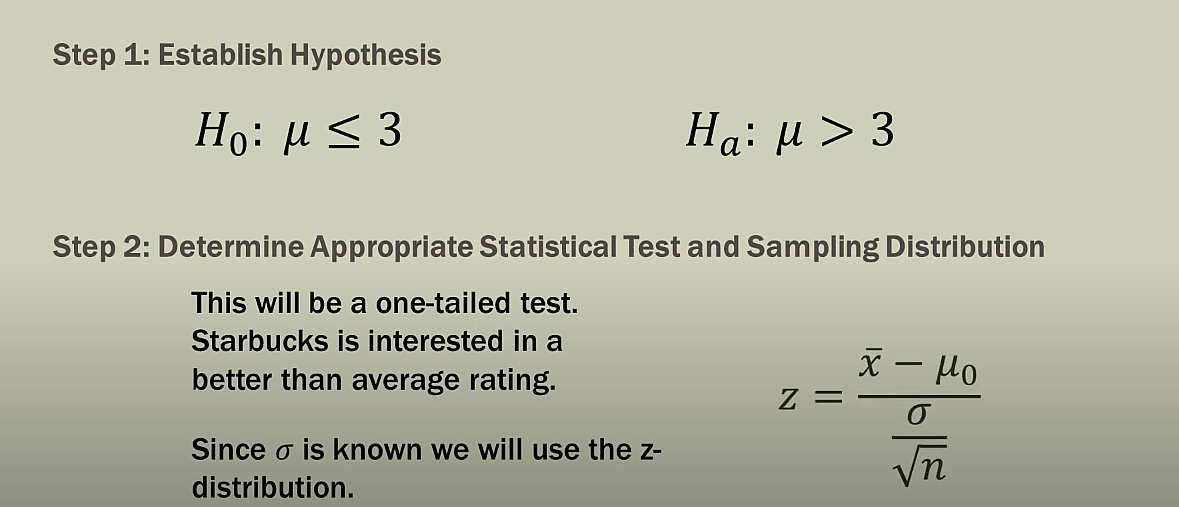 Step 1: Establish Hypothesis
H₀: μ ≤ 3 Hₐ: μ > 3
Step 2: Determine Appropriate Statistical Test and Sampling Distribution
This will be a one-tailed test.
Starbucks is interested in a
better than average rating.
Since σ is known we will use the z-
distribution.
z = (x̄ − μ₀) / (σ / √n)